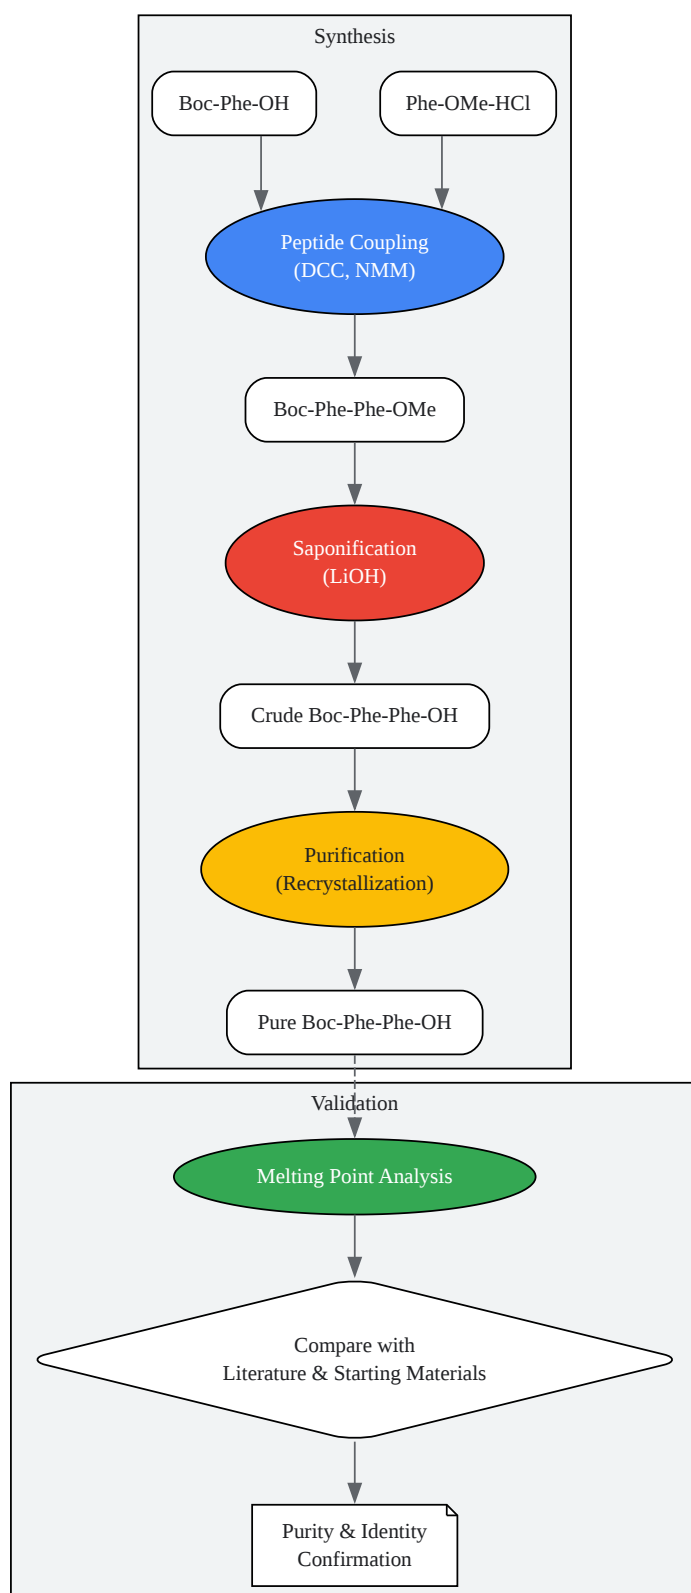 Synthesis
Boc-Phe-OH
Phe-OMe-HCl
Peptide Coupling
(DCC, NMM)
Boc-Phe-Phe-OMe
Saponification
(LiOH)
Crude Boc-Phe-Phe-OH
Purification
(Recrystallization)
Pure Boc-Phe-Phe-OH
Validation
Melting Point Analysis
Compare with
Literature & Starting Materials
Purity & Identity
Confirmation